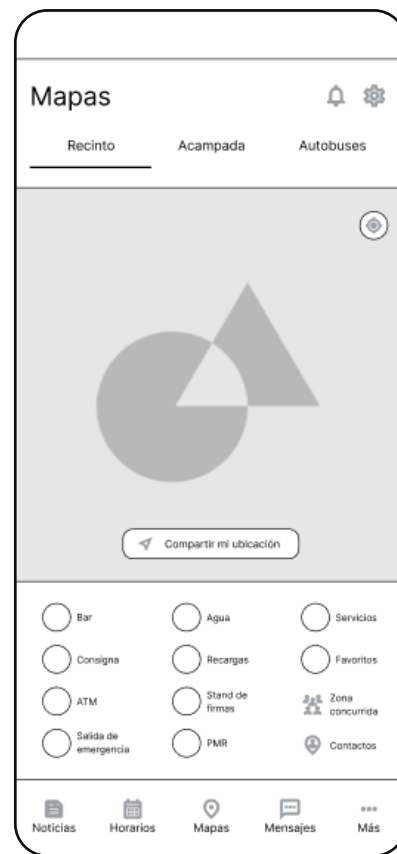 Mapas
Recinto Acampada Autobuses
Compartir mi ubicación
Bar Agua Servicios
Consigna Recargas Favoritos
ATM Stand de firmas Zona concurrida
Salida de emergencia PMR Contactos
Noticias Horarios Mapas Mensajes Más